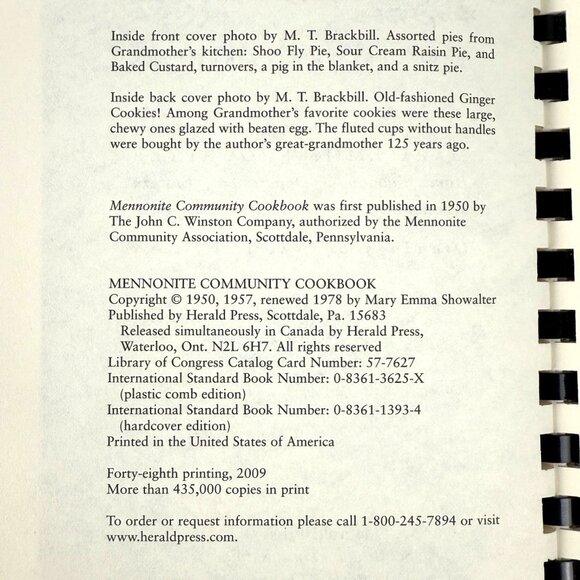 Inside front cover photo by M. T. Brackbill. Assorted pies from
Grandmother's kitchen: Shoo Fly Pie, Sour Cream Raisin Pie, and
Baked Custard, turnovers, a pig in the blanket, and a snitz pie.
Inside back cover photo by M. T. Brackbill. Old-fashioned Ginger
Cookies! Among Grandmother's favorite cookies were these large,
chewy ones glazed with beaten egg. The fluted cups without handles
were bought by the author's great-grandmother 125 years ago.
Mennonite Community Cookbook was first published in 1950 by
The John C. Winston Company, authorized by the Mennonite
Community Association, Scottdale, Pennsylvania.
MENNONITE COMMUNITY COOKBOOK
Copyright © 1950, 1957, renewed 1978 by Mary Emma Showalter
Published by Herald Press, Scottdale, Pa. 15683
Released simultaneously in Canada by Herald Press,
Waterloo, Ont. N2L 6H7. All rights reserved
Library of Congress Catalog Card Number: 57-7627
International Standard Book Number: 0-8361-3625-X
(plastic comb edition)
International Standard Book Number: 0-8361-1393-4
(hardcover edition)
Printed in the United States of America
Forty-eighth printing, 2009
More than 435,000 copies in print
To order or request information please call 1-800-245-7894 or visit
www.heraldpress.com.